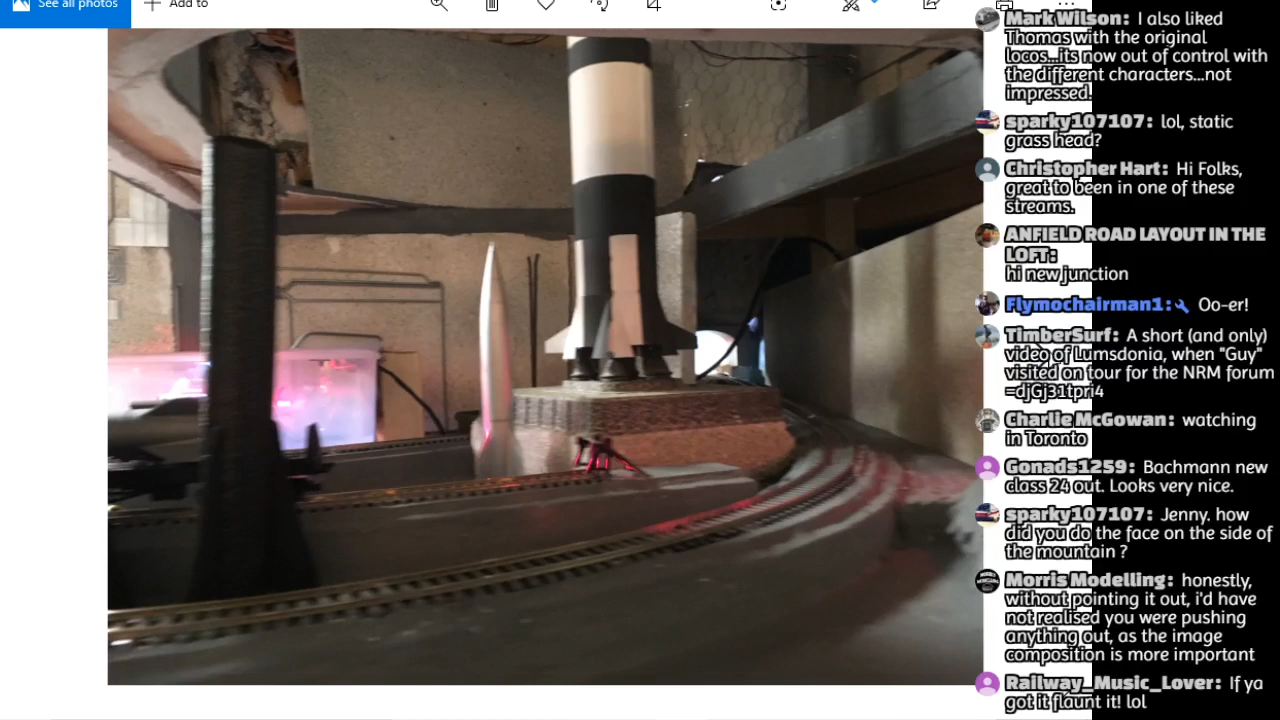 See all photos
Add to
Mark Wilson: I also liked
Thomas with the original
locos...its now out of control with
the different characters...not
impressed.
sparky107107: lol, static
grass head?
Christopher Hart: Hi Folks,
great to been in one of these
streams.
ANFIELD ROAD LAYOUT IN THE
LOFT:
hi new junction
Flymochairman1: Oo-er!
TimberSurf: A short (and only)
video of Lumsdonia, when "Guy"
visited on tour for the NRM forum
=djGj31tpri4
Charlie McGowan: watching
in Toronto
Gonads1259: Bachmann new
class 24 out. Looks very nice.
sparky107107: Jenny. how
did you do the face on the side of
the mountain ?
Morris Modelling: honestly,
without pointing it out, i'd have
not realised you were pushing
anything out, as the image
composition is more important
Railway_Music_Lover: If ya
got it flaunt it! lol